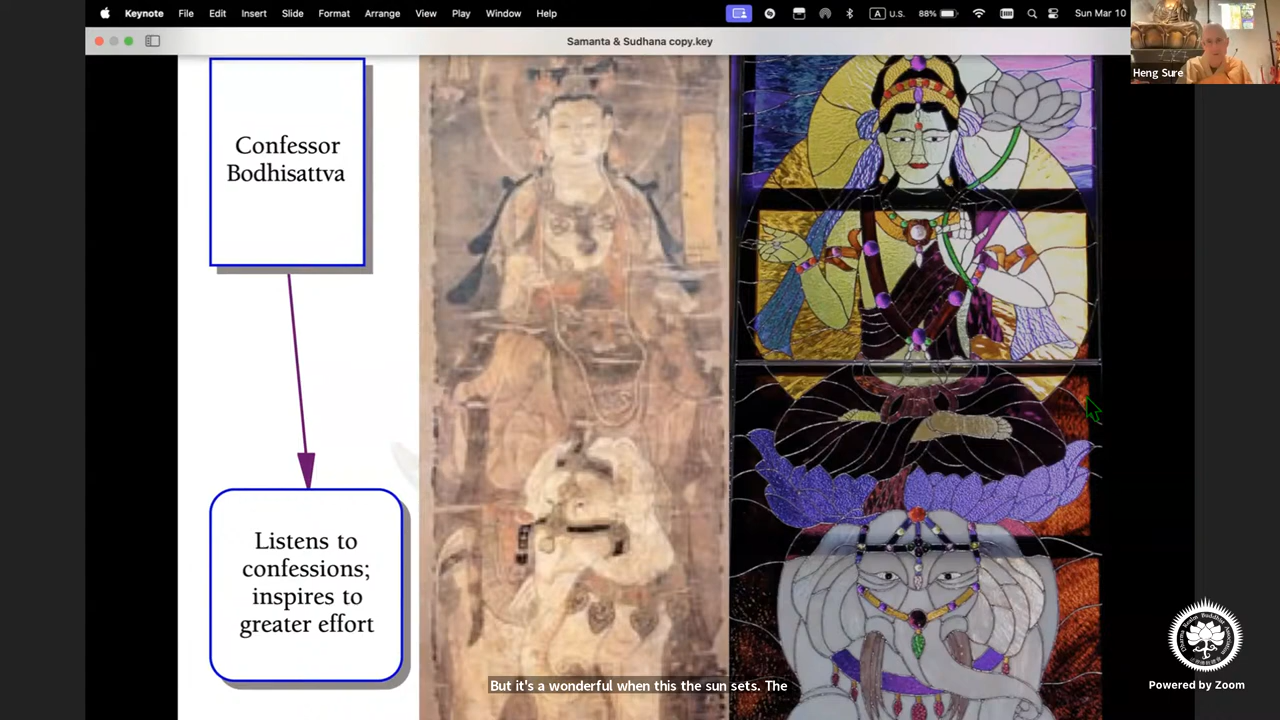 Keynote File Edit Insert Slide Format Arrange View Play Window Help
A U.S. 88% Sun Mar 10
Samanta & Sudhana copy.key
Heng Sure
Confessor
Bodhisattva
Listens to
confessions;
inspires to
greater effort
But it's a wonderful when this the sun sets. The
Powered by Zoom